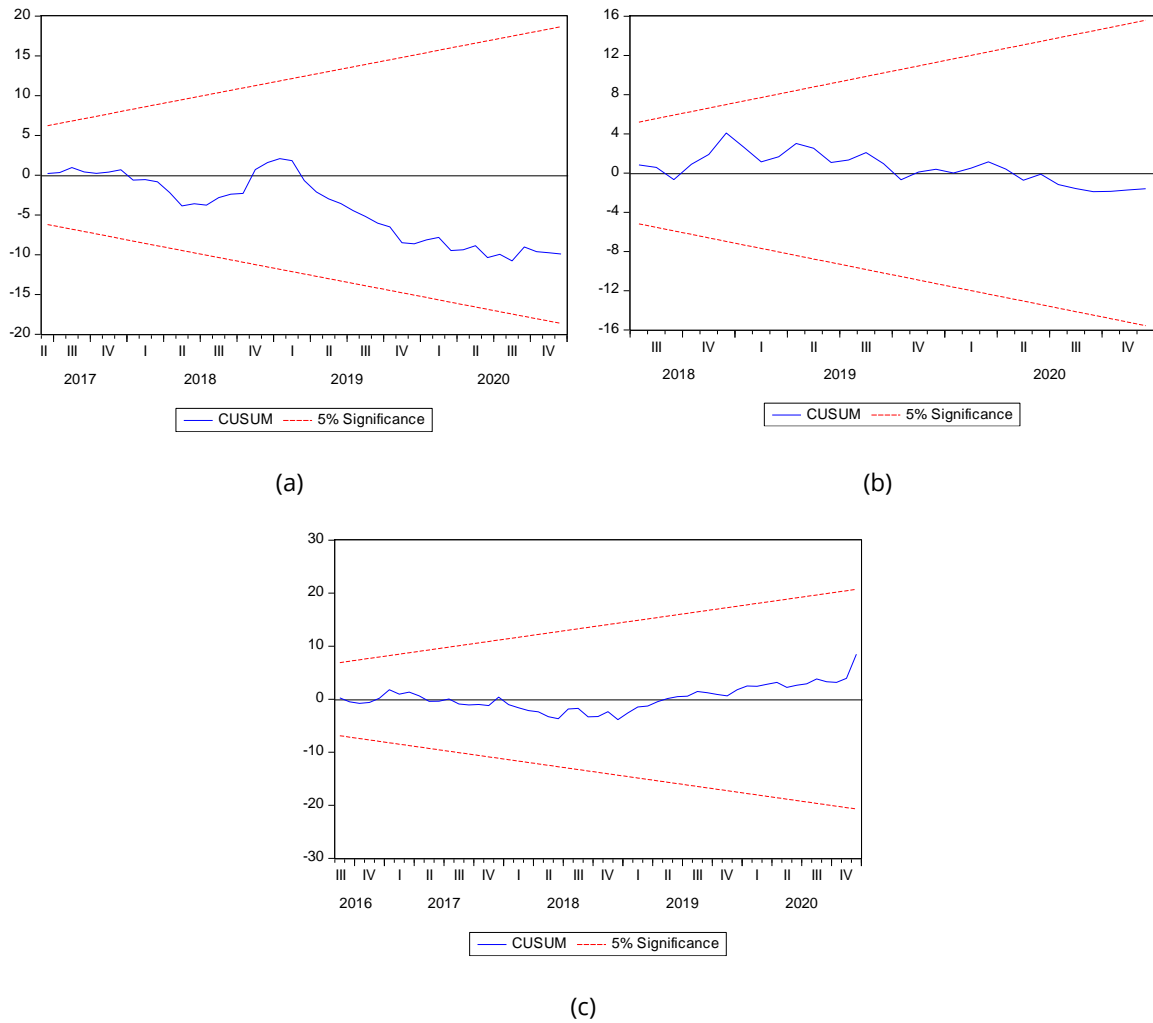 20
15
10
5
0
-5
-10
-15
-20
II III IV I II III IV I II III IV I II III IV
2017 2018 2019 2020
CUSUM 5% Significance
(a)
16
12
8
4
0
-4
-8
-12
-16
III IV I II III IV I II III IV
2018 2019 2020
CUSUM 5% Significance
(b)
30
20
10
0
-10
-20
-30
III IV I II III IV I II III IV I II III IV I II III IV
2016 2017 2018 2019 2020
CUSUM 5% Significance
(c)